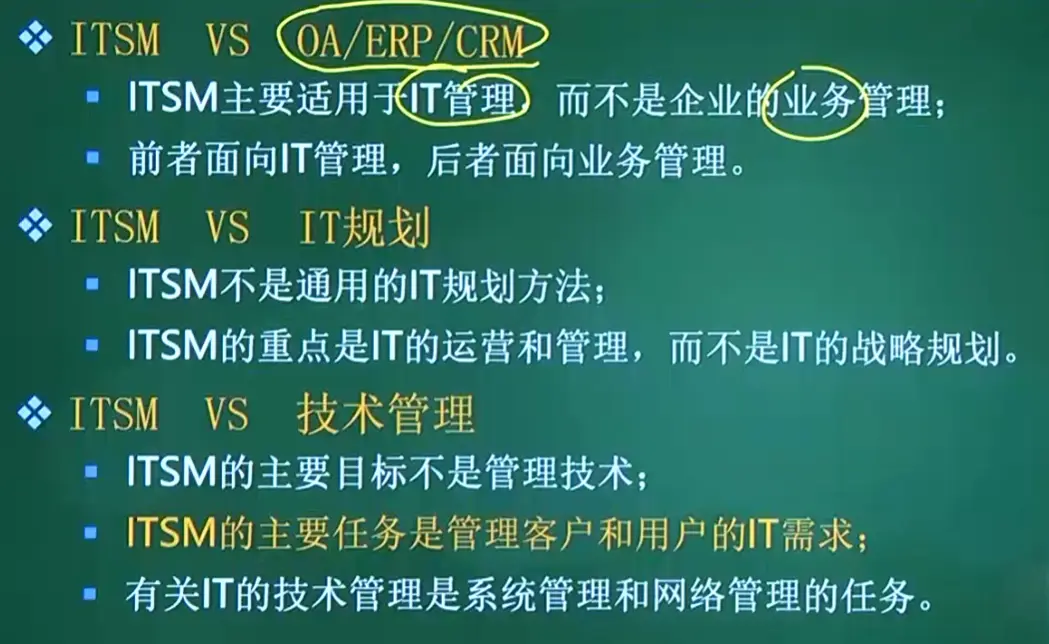 ITSM VS OA/ERP/CRM
ITSM主要适用于IT管理，而不是企业的业务管理；
前者面向IT管理，后者面向业务管理。
ITSM VS IT规划
ITSM不是通用的IT规划方法；
ITSM的重点是IT的运营和管理，而不是IT的战略规划。
ITSM VS 技术管理
ITSM的主要目标不是管理技术；
ITSM的主要任务是管理客户和用户的IT需求；
有关IT的技术管理是系统管理和网络管理的任务。